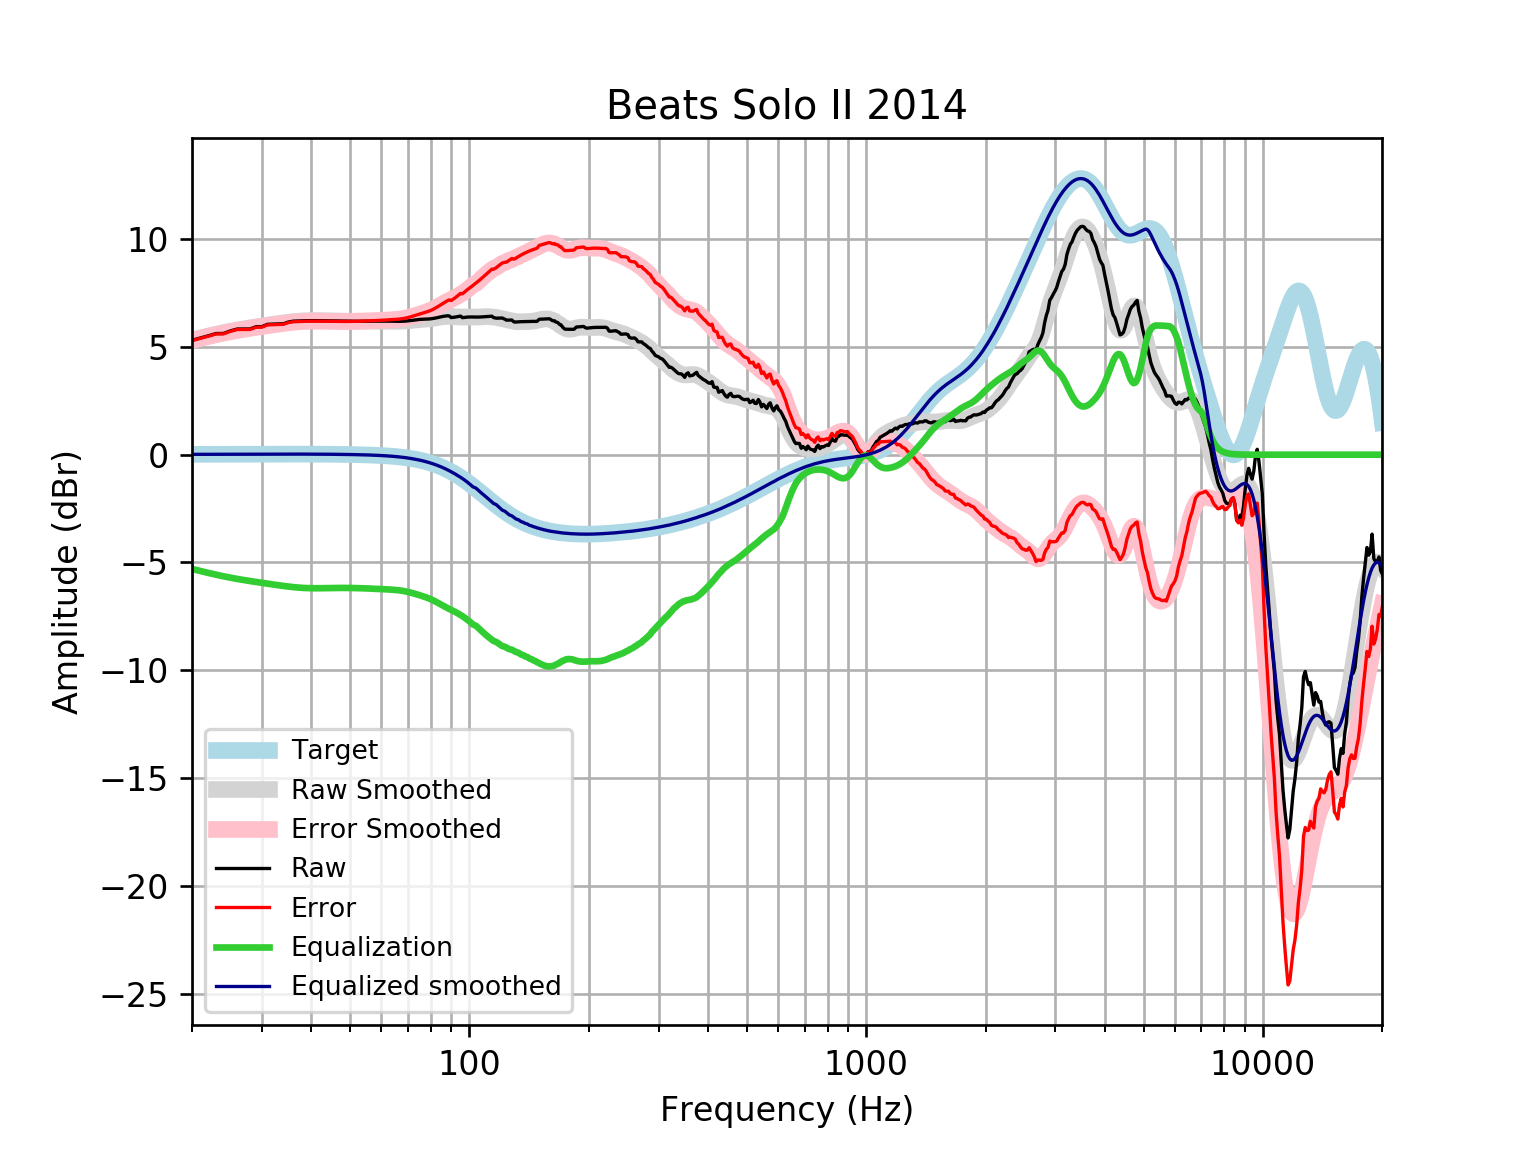 Beats Solo II 2014
Amplitude (dBr)
10
5
0
−5
−10
−15
−20
−25
Target
Raw Smoothed
Error Smoothed
Raw
Error
Equalization
Equalized smoothed
100
1000
10000
Frequency (Hz)